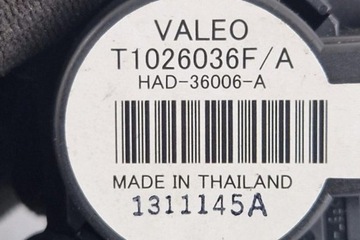 VALEO
T1026036F/A
HAD-36006-A
MADE IN THAILAND
1311145A